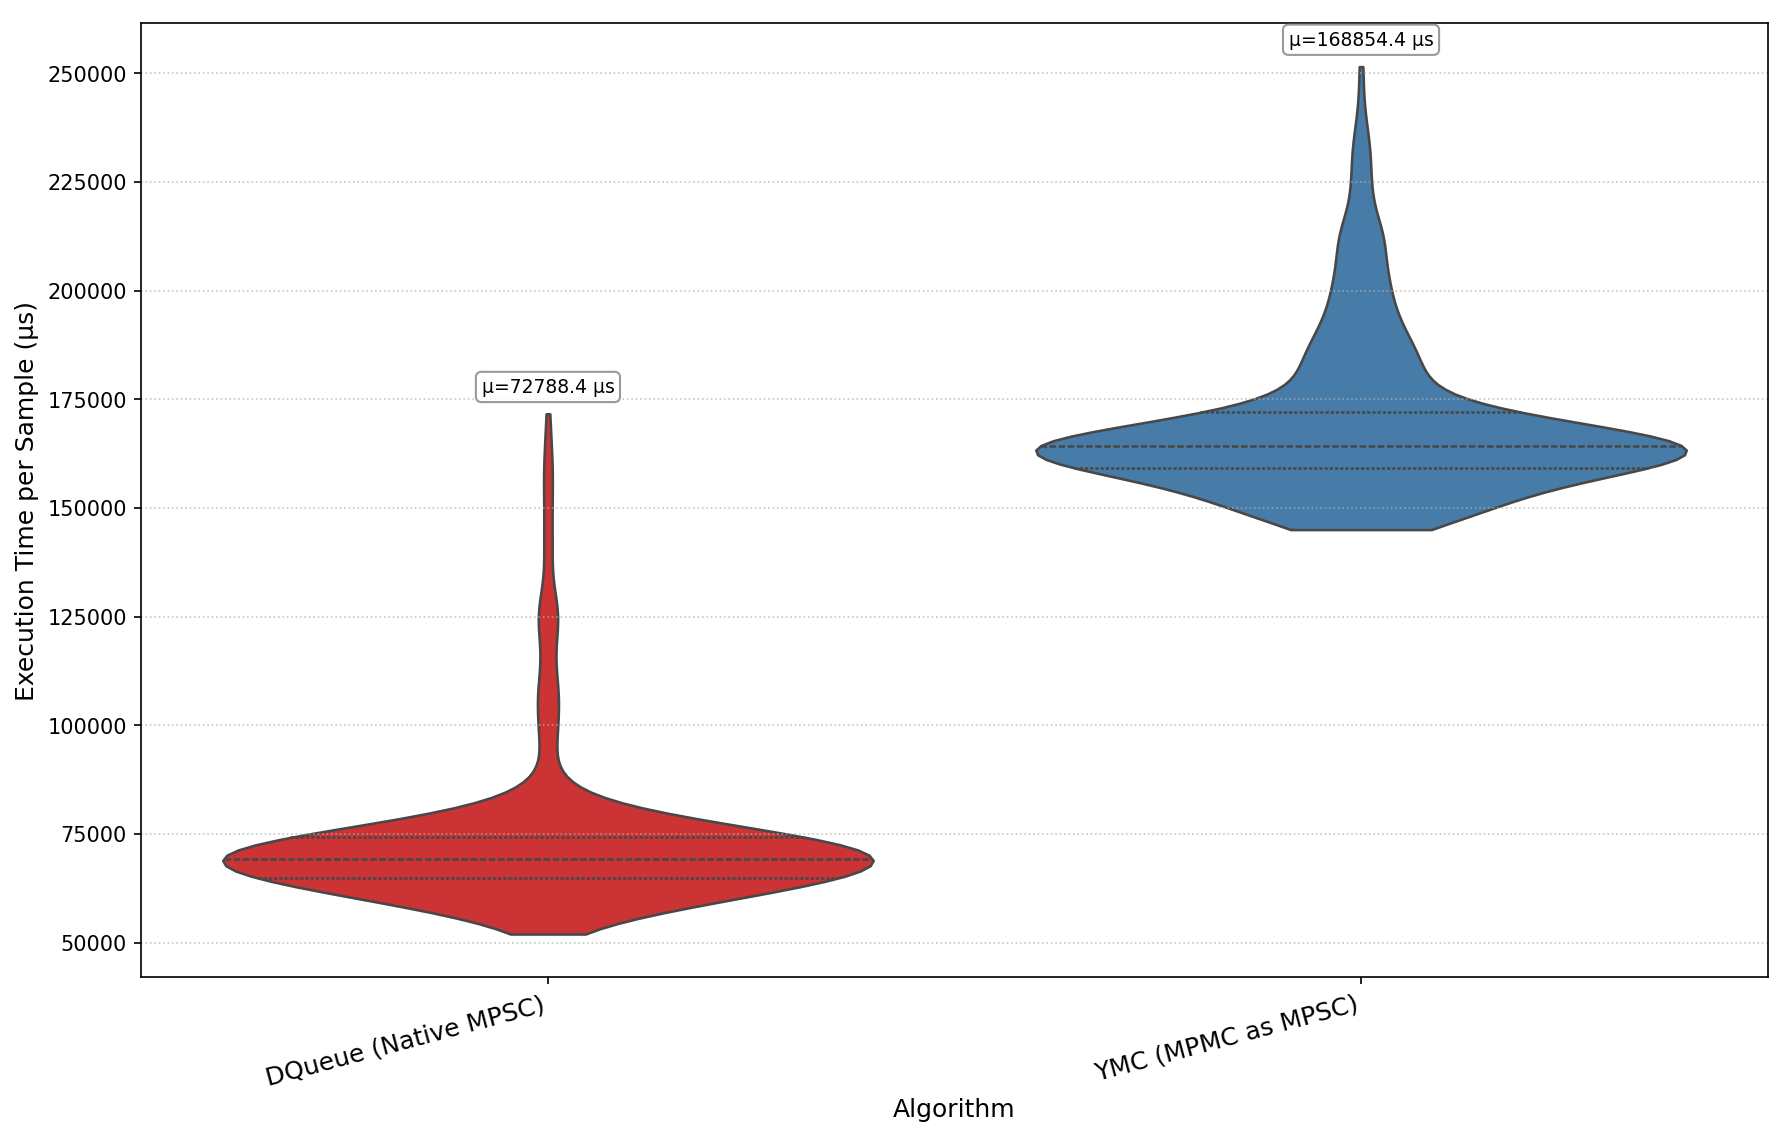 μ=168854.4 μs
250000
225000
200000
175000
150000
125000
100000
75000
50000
Execution Time per Sample (μs)
μ=72788.4 μs
DQueue (Native MPSC)
YMC (MPMC as MPSC)
Algorithm